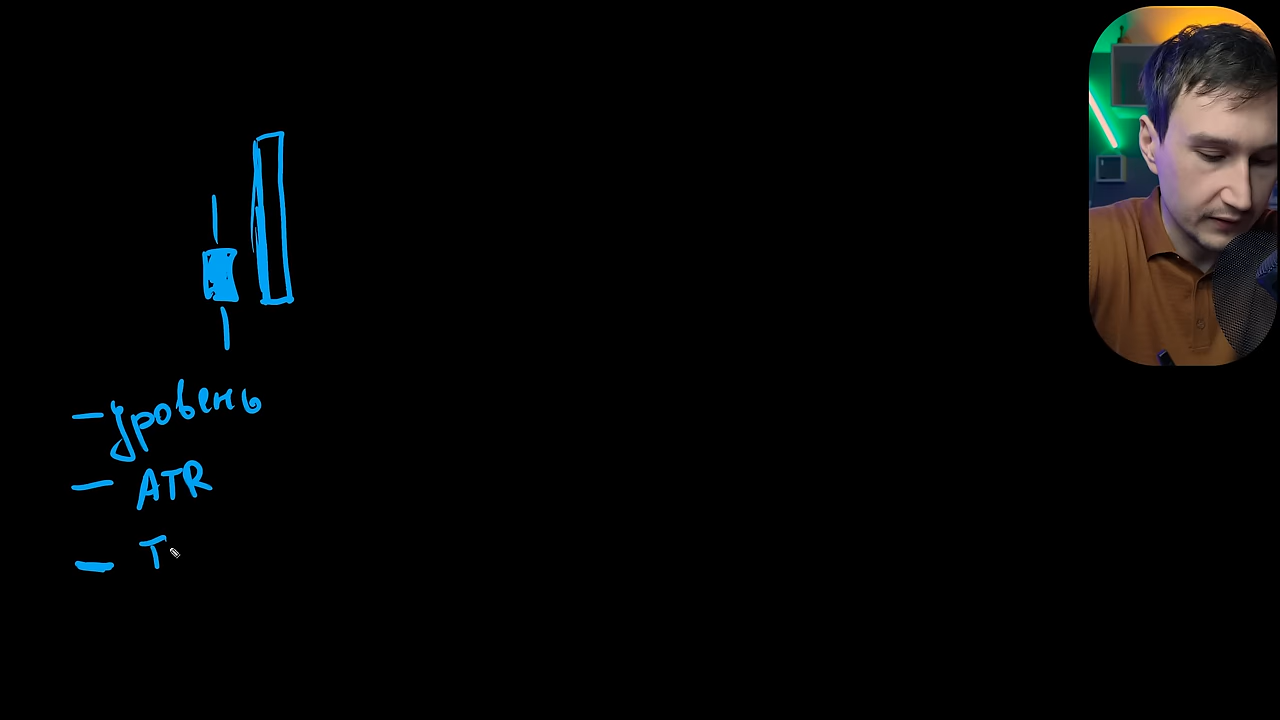 — уровень
— ATR
— Т